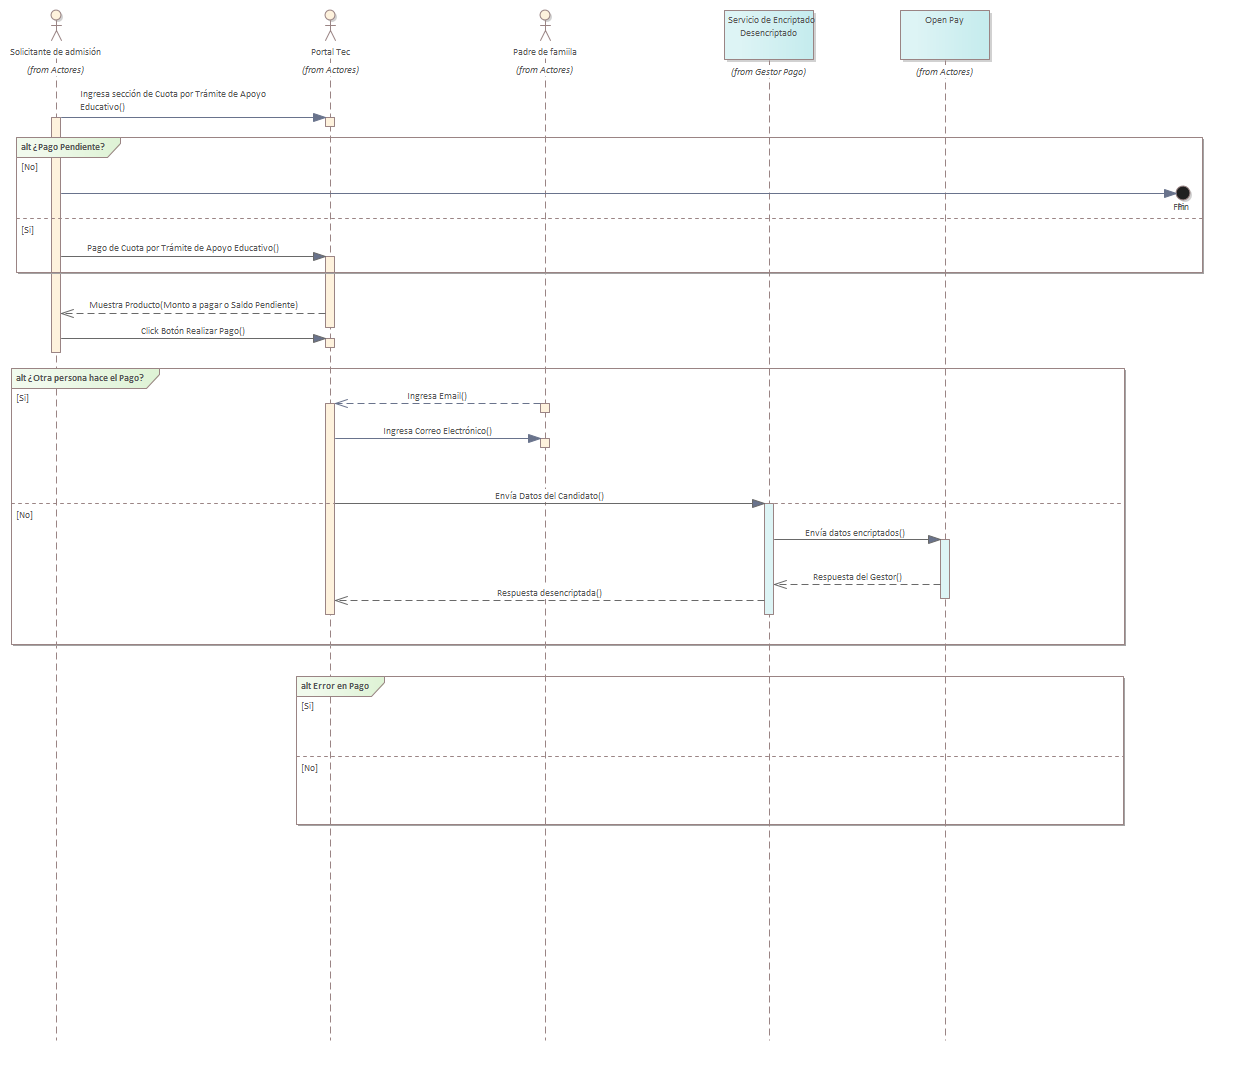 Solicitante de admisión
(from Actores)
Portal Tec
(from Actores)
Padre de familia
(from Actores)
Servicio de Encriptado
Desencriptado
(from Gestor Pago)
Open Pay
(from Actores)
Ingresa sección de Cuota por Trámite de Apoyo
Educativo()
alt ¿Pago Pendiente?
[No]
Fin
[Si]
Pago de Cuota por Trámite de Apoyo Educativo()
Muestra Producto(Monto a pagar o Saldo Pendiente)
Click Botón Realizar Pago()
alt ¿Otra persona hace el Pago?
[Si]
Ingresa Email()
Ingresa Correo Electrónico()
Envía Datos del Candidato()
[No]
Envía datos encriptados()
Respuesta del Gestor()
Respuesta desencriptada()
alt Error en Pago
[Si]
[No]